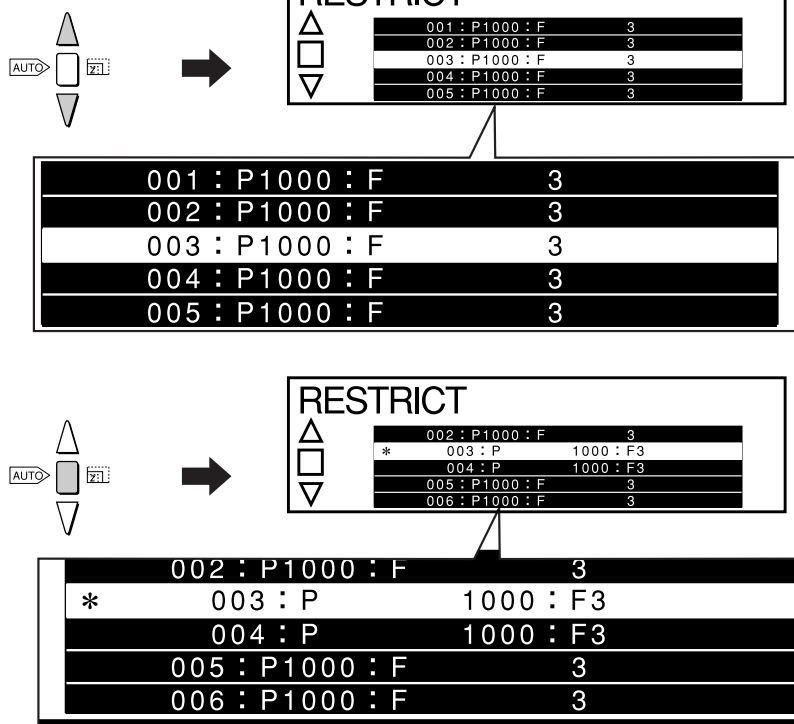 RESTRICT
001:P1000:F 3
002:P1000:F 3
003:P1000:F 3
004:P1000:F 3
005:P1000:F 3
AUTO
001:P1000:F 3
002:P1000:F 3
003:P1000:F 3
004:P1000:F 3
005:P1000:F 3
RESTRICT
002:P1000:F 3
* 003:P 1000:F3
004:P 1000:F3
005:P1000:F 3
006:P1000:F 3
AUTO
002:P1000:F 3
* 003:P 1000:F3
004:P 1000:F3
005:P1000:F 3
006:P1000:F 3